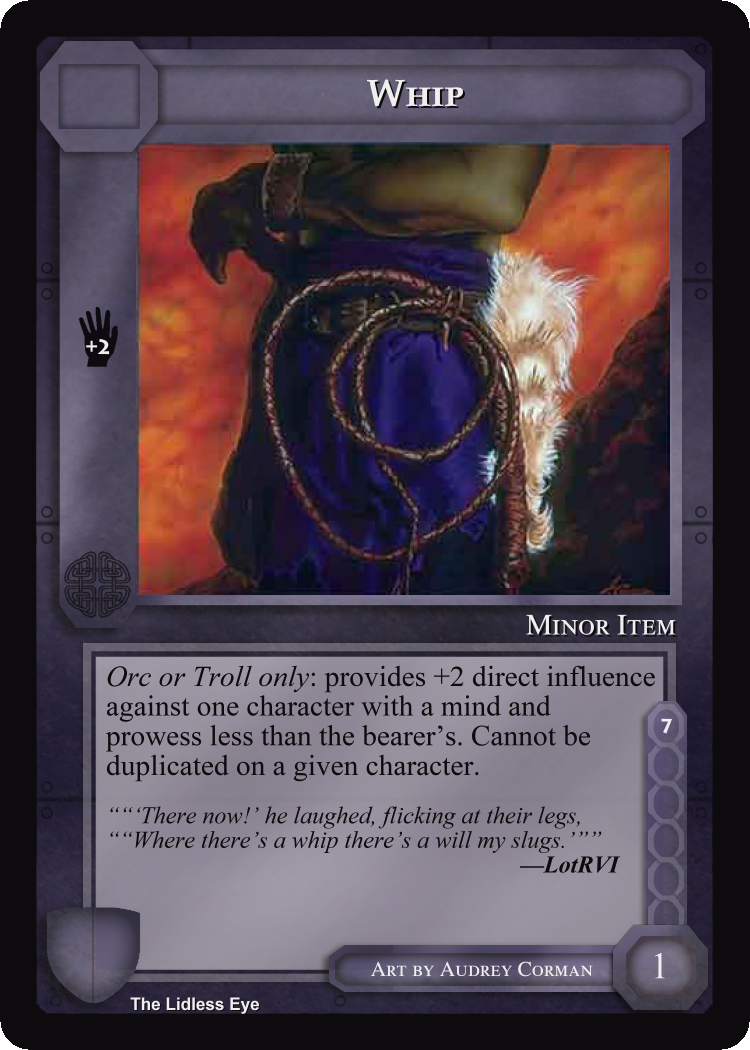 Whip
+2
Minor Item
Orc or Troll only: provides +2 direct influence
against one character with a mind and
prowess less than the bearer’s. Cannot be
duplicated on a given character.
““‘There now!’ he laughed, flicking at their legs,
““Where there’s a whip there’s a will my slugs.’””
—LotRVI
7
Art by Audrey Corman
1
The Lidless Eye